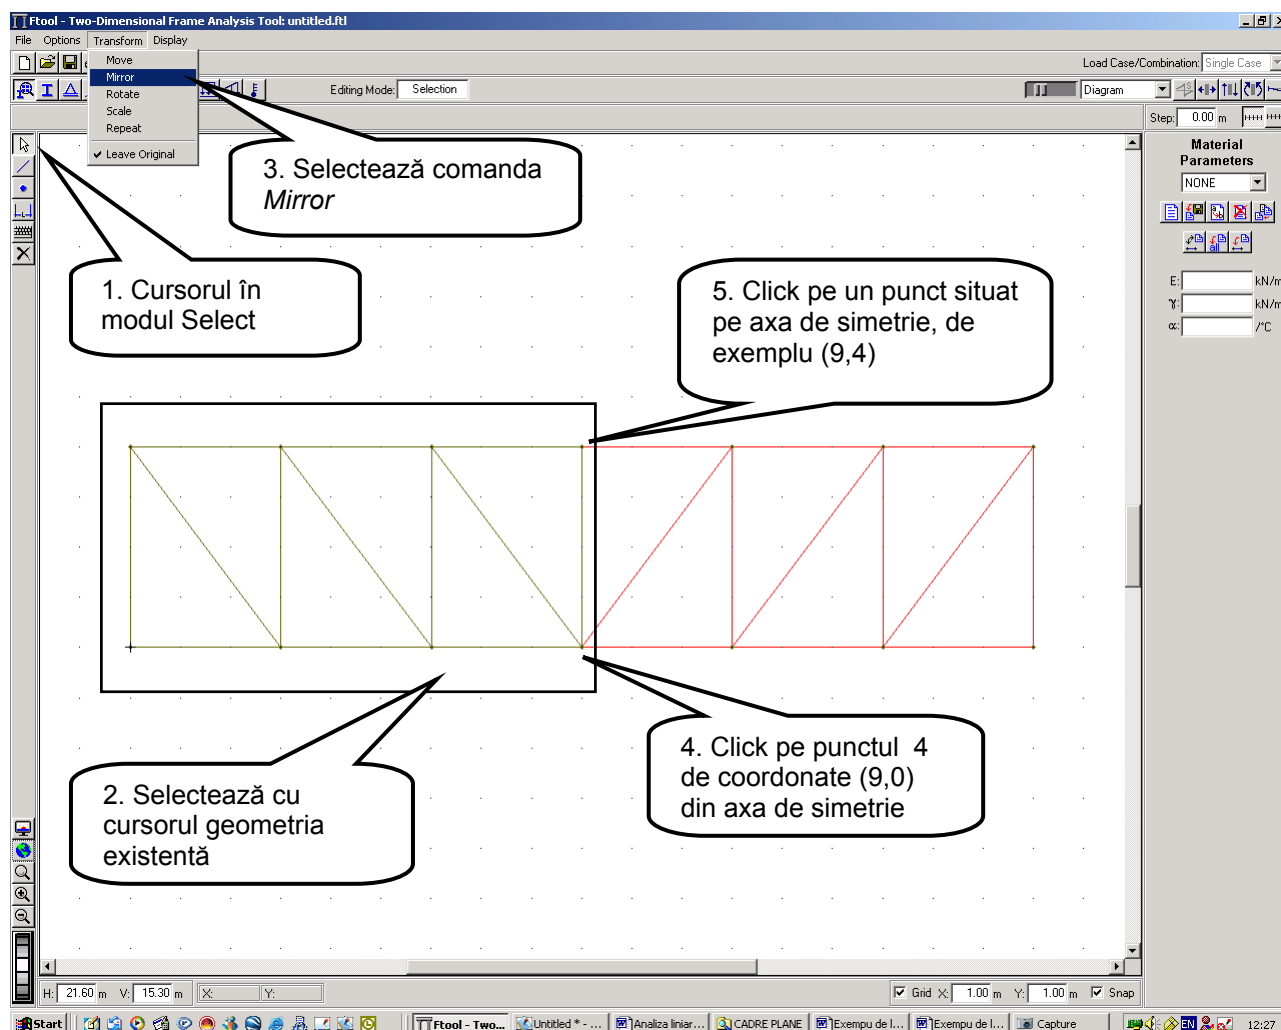 Ftool - Two-Dimensional Frame Analysis Tool: untitled.ftl
File Options Transform Display
Move
Mirror
Rotate
Scale
Repeat
✓ Leave Original
Load Case/Combination: Single Case
Editing Mode: Selection
Diagram
Step: 0.00 m
Material
Parameters
NONE
all
E: kN/m
γ: kN/m
α: /°C
3. Selectează comanda
Mirror
1. Cursorul în
modul Select
5. Click pe un punct situat
pe axa de simetrie, de
exemplu (9,4)
4. Click pe punctul 4
de coordonate (9,0)
din axa de simetrie
2. Selectează cu
cursorul geometria
existentă
H: 21.60 m V: 15.30 m X: Y:
Grid X: 1.00 m Y: 1.00 m Snap
Start Ftool - Two... Untitled * - ... Analiza liniar... CADRE PLANE Exempu de l... Exempu de l... Capture EN 12:27